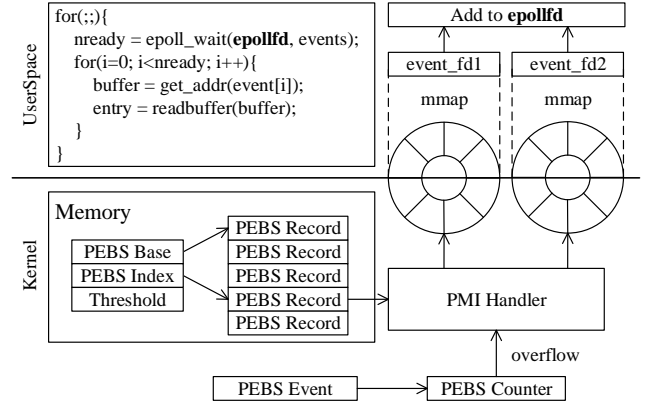 UserSpace
for(;;){
nready = epoll_wait(epollfd, events);
for(i=0; i<nready; i++){
buffer = get_addr(event[i]);
entry = readbuffer(buffer);
}
}
Add to epollfd
event_fd1
event_fd2
mmap
mmap
Kernel
Memory
PEBS Base
PEBS Index
Threshold
PEBS Record
PEBS Record
PEBS Record
PEBS Record
PEBS Record
PMI Handler
overflow
PEBS Event
PEBS Counter